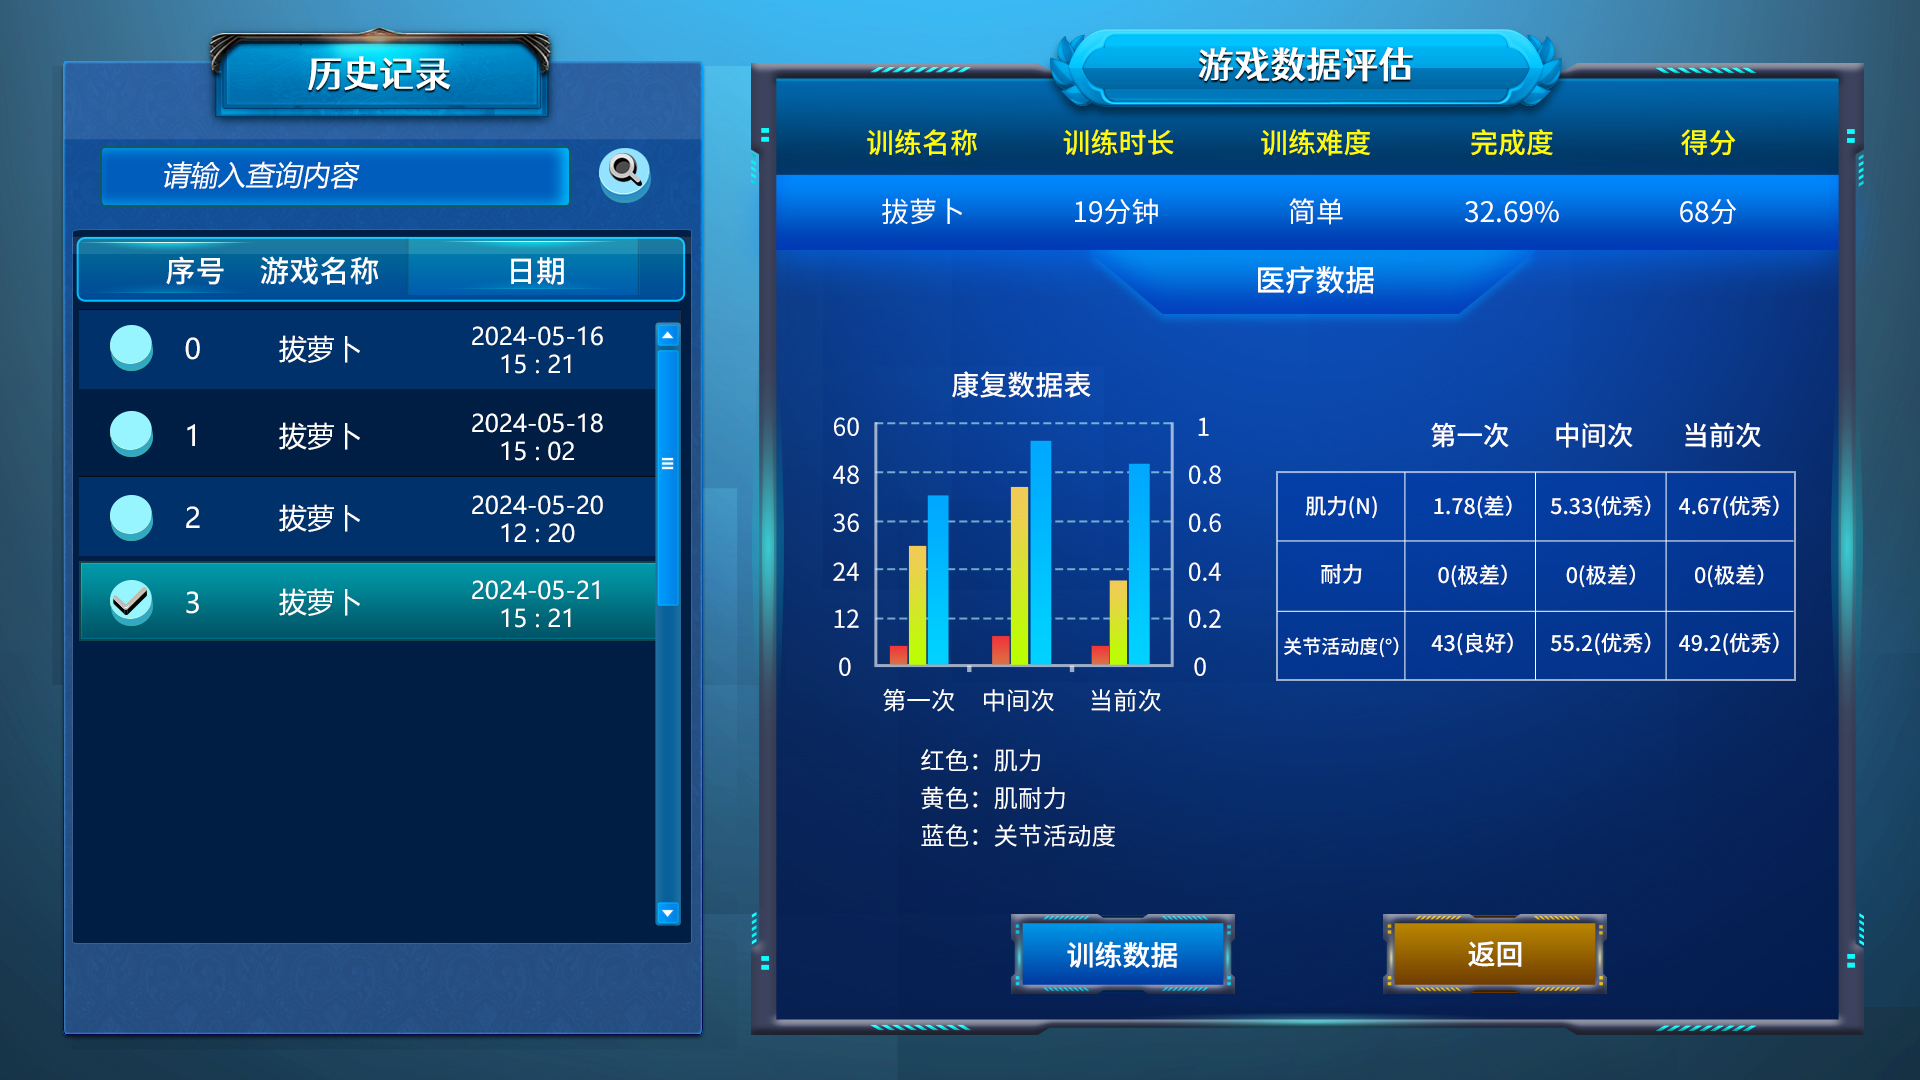 历史记录
请输入查询内容
序号 游戏名称 日期
0 拔萝卜 2024-05-16
15 : 21
1 拔萝卜 2024-05-18
15 : 02
2 拔萝卜 2024-05-20
12 : 20
3 拔萝卜 2024-05-21
15 : 21
游戏数据评估
训练名称 训练时长 训练难度 完成度 得分
拔萝卜 19分钟 简单 32.69% 68分
医疗数据
康复数据表
60 1
48 0.8
36 0.6
24 0.4
12 0.2
0 0
第一次 中间次 当前次
红色：肌力
黄色：肌耐力
蓝色：关节活动度
第一次 中间次 当前次
肌力(N) 1.78(差) 5.33(优秀) 4.67(优秀)
耐力 0(极差) 0(极差) 0(极差)
关节活动度(°) 43(良好) 55.2(优秀) 49.2(优秀)
训练数据 返回